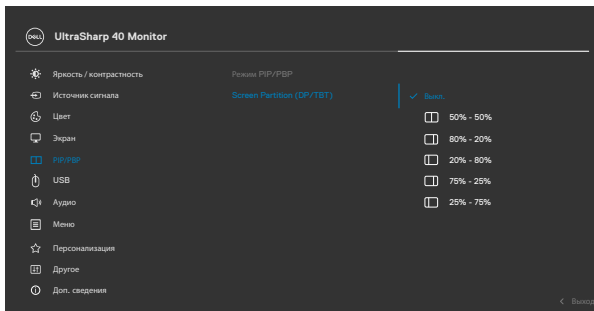 DELL
UltraSharp 40 Monitor
Яркость / контрастность
Режим PIP/PBP
Источник сигнала
Screen Partition (DP/TBT)
Выкл.
Цвет
50% - 50%
Экран
80% - 20%
PIP/PBP
20% - 80%
USB
75% - 25%
Аудио
25% - 75%
Меню
Персонализация
Другое
Доп. сведения
Выход